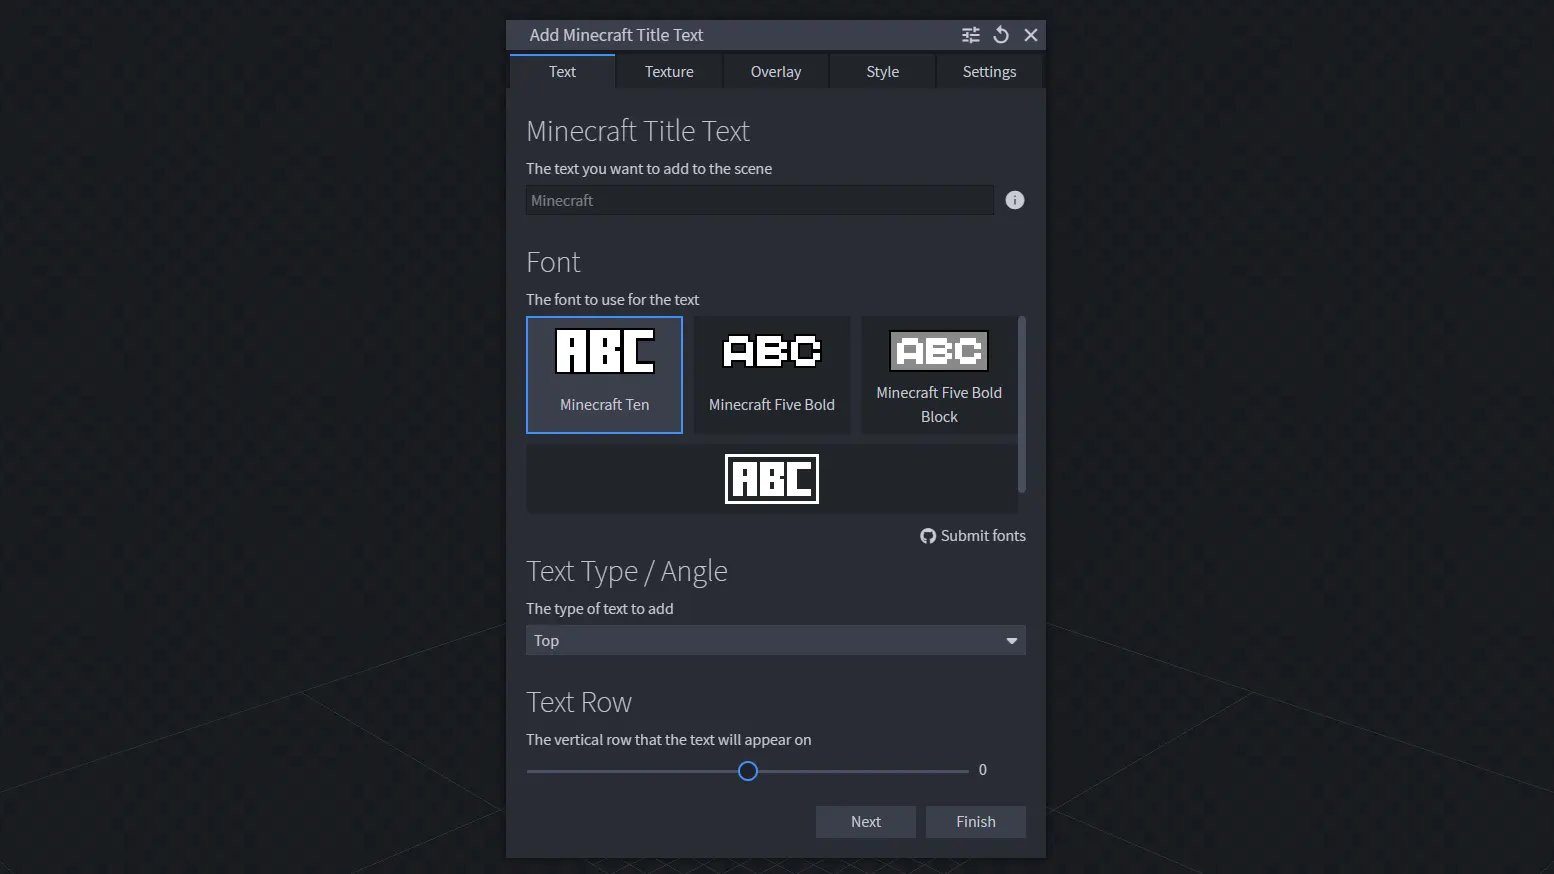 Add Minecraft Title Text
Text Texture Overlay Style Settings
Minecraft Title Text
The text you want to add to the scene
Minecraft
Font
The font to use for the text
ABC ABC ABC
Minecraft Ten Minecraft Five Bold Minecraft Five Bold
Block
ABC
Submit fonts
Text Type / Angle
The type of text to add
Top
Text Row
The vertical row that the text will appear on
0
Next Finish